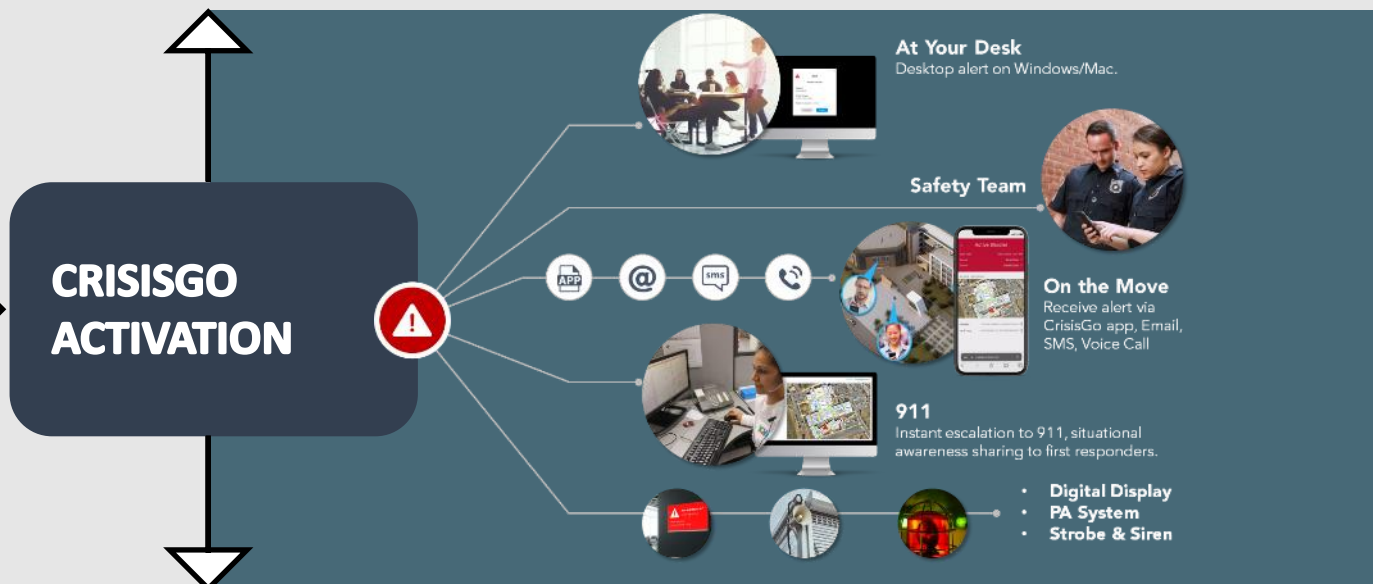 CRISISGO
ACTIVATION
At Your Desk
Desktop alert on Windows/Mac.
Safety Team
APP
@
sms
Active Shooter
On the Move
Receive alert via
CrisisGo app, Email,
SMS, Voice Call
911
Instant escalation to 911, situational
awareness sharing to first responders.
• Digital Display
• PA System
• Strobe & Siren